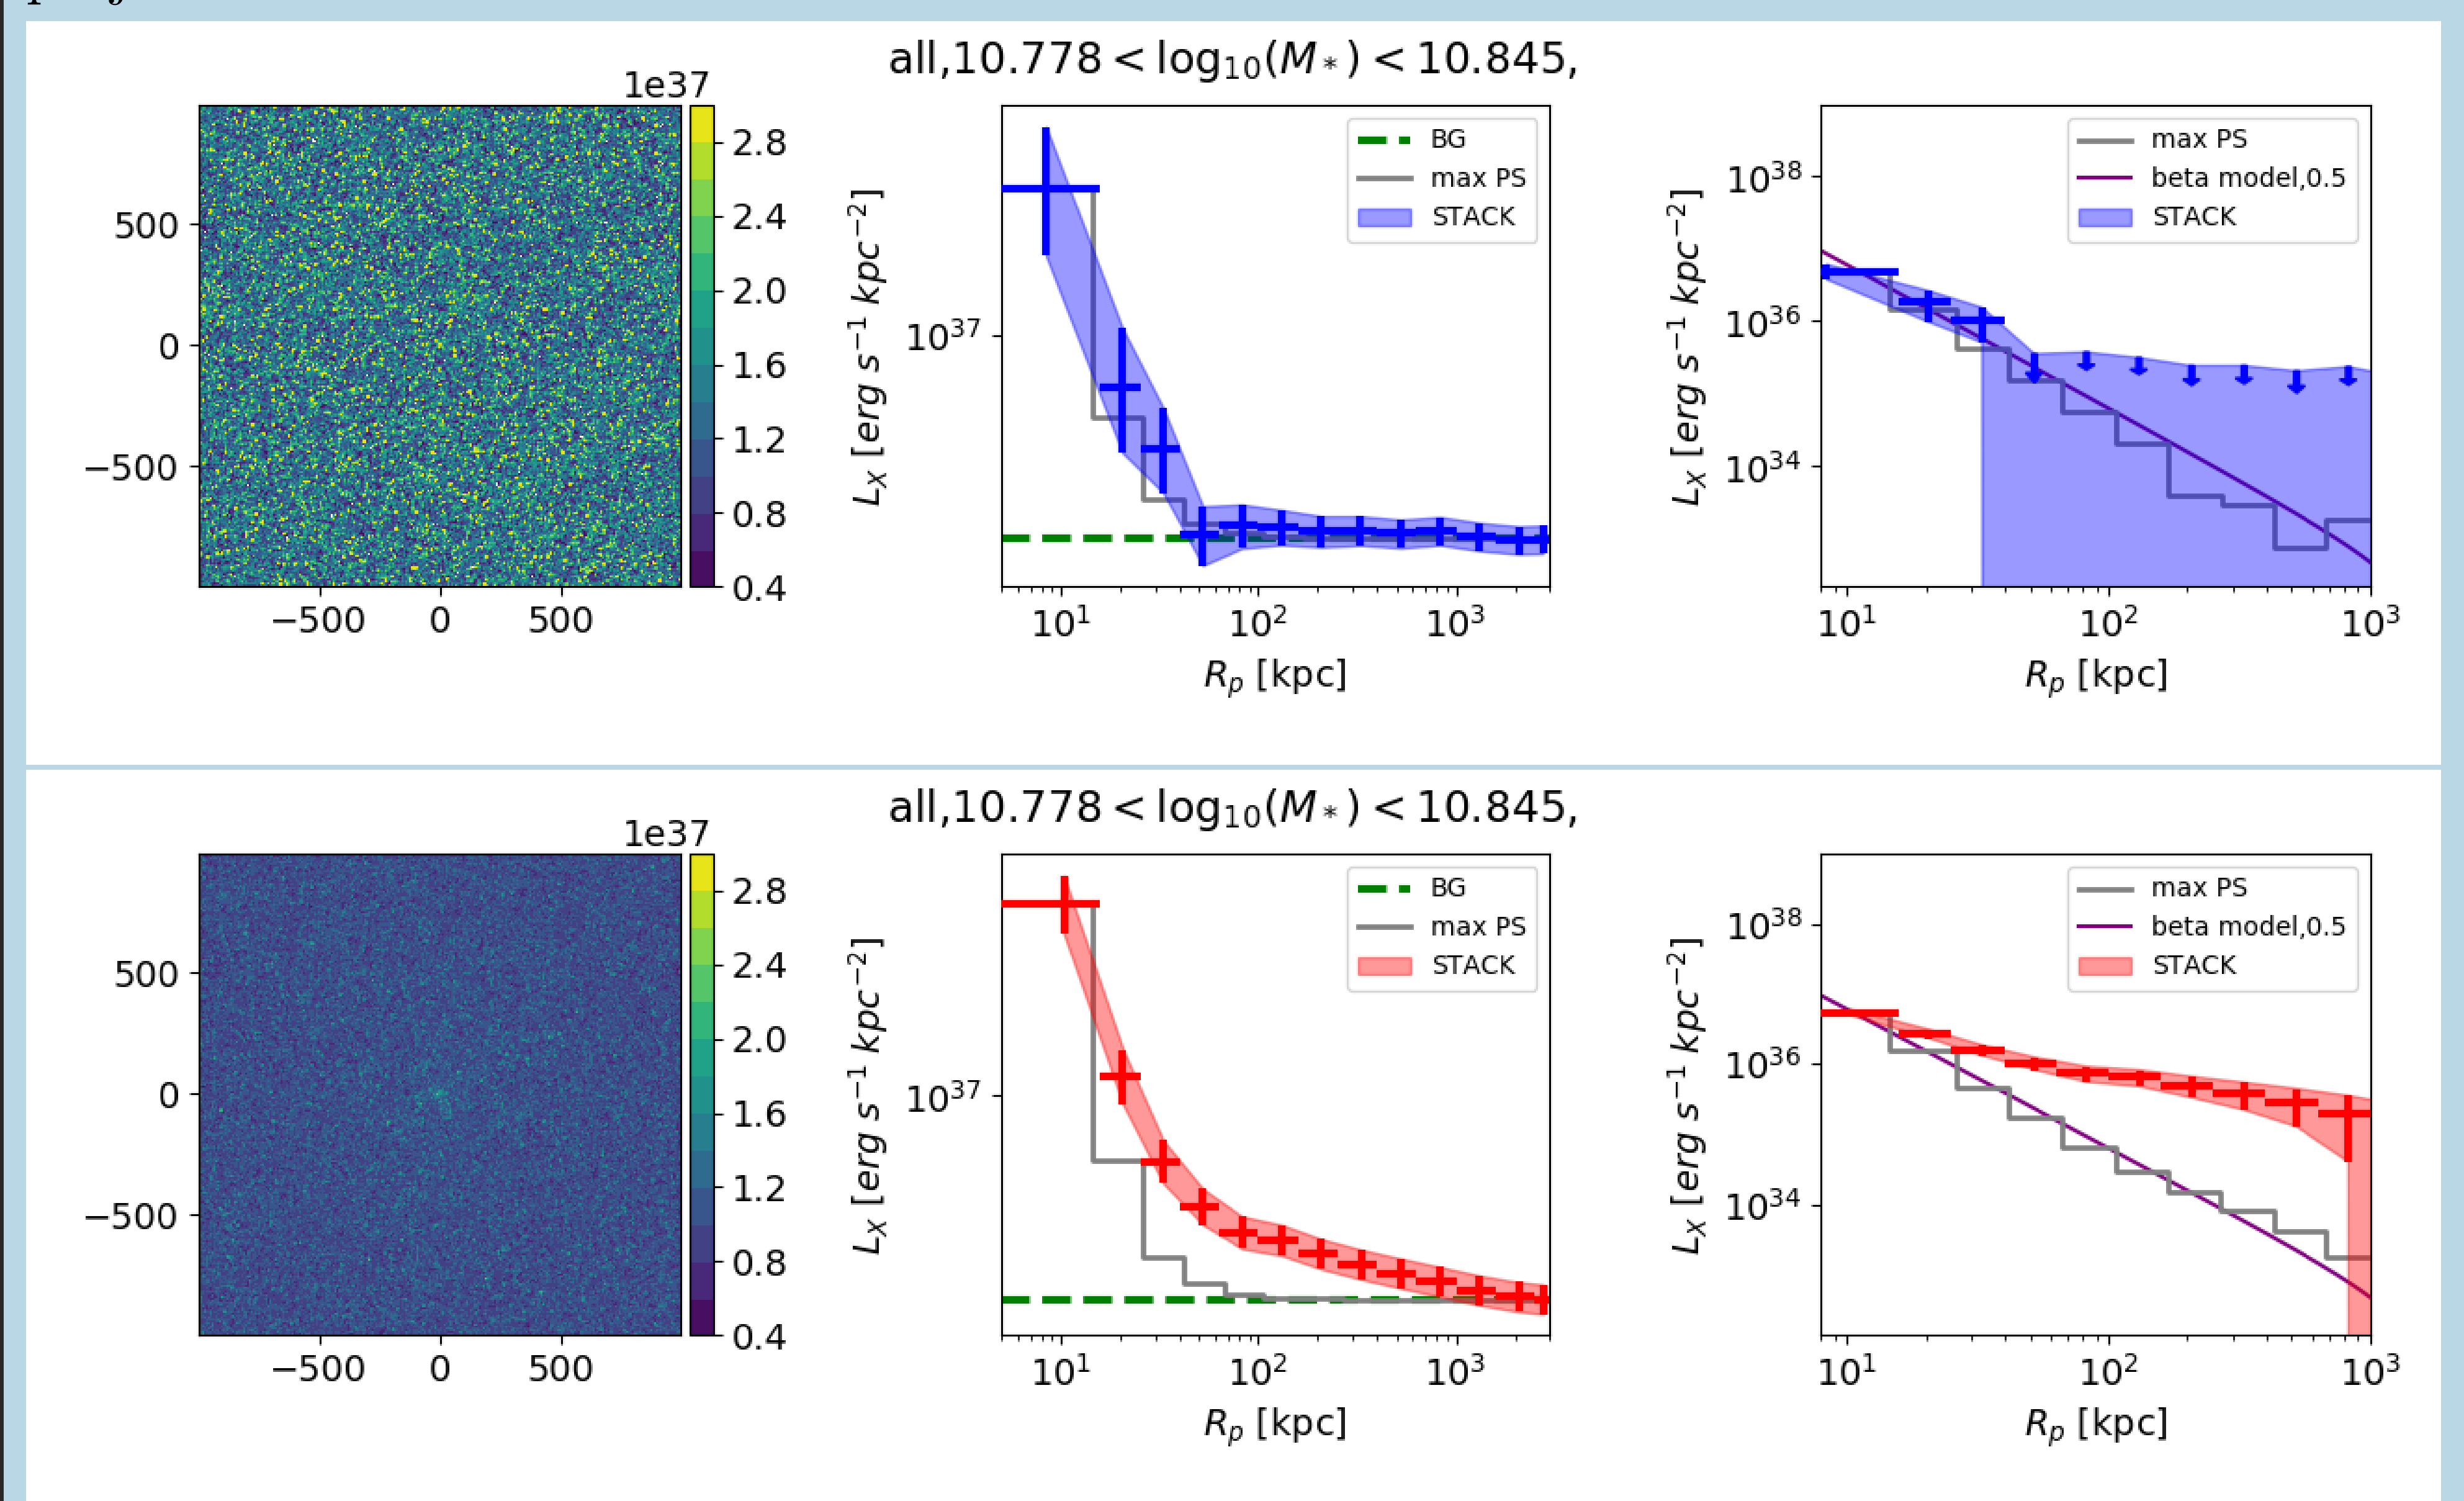 all,10.778 < log10(M*) < 10.845,
1e37
2.8
2.4
2.0
1.6
1.2
0.8
0.4
500
0
−500
−500 0 500
BG
max PS
STACK
10^37
L_X [erg s^−1 kpc^−2]
10^1 10^2 10^3
R_p [kpc]
max PS
beta model,0.5
STACK
10^38
10^36
10^34
L_X [erg s^−1 kpc^−2]
10^1 10^2 10^3
R_p [kpc]
all,10.778 < log10(M*) < 10.845,
1e37
2.8
2.4
2.0
1.6
1.2
0.8
0.4
500
0
−500
−500 0 500
BG
max PS
STACK
10^37
L_X [erg s^−1 kpc^−2]
10^1 10^2 10^3
R_p [kpc]
max PS
beta model,0.5
STACK
10^38
10^36
10^34
L_X [erg s^−1 kpc^−2]
10^1 10^2 10^3
R_p [kpc]